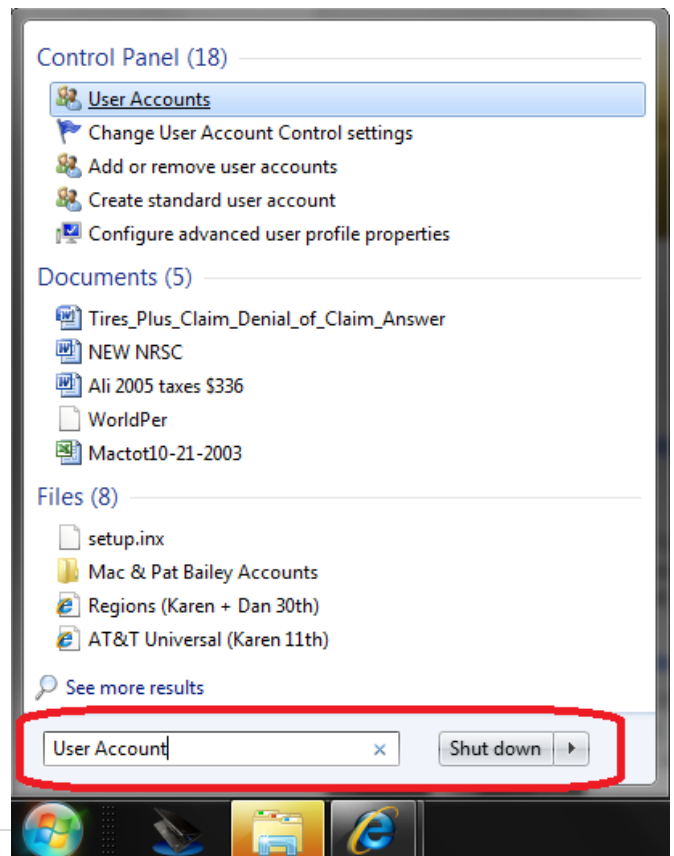 Control Panel (18)
User Accounts
Change User Account Control settings
Add or remove user accounts
Create standard user account
Configure advanced user profile properties
Documents (5)
Tires_Plus_Claim_Denial_of_Claim_Answer
NEW NRSC
Ali 2005 taxes $336
WorldPer
Mactot10-21-2003
Files (8)
setup.inx
Mac & Pat Bailey Accounts
Regions (Karen + Dan 30th)
AT&T Universal (Karen 11th)
See more results
User Account × Shut down